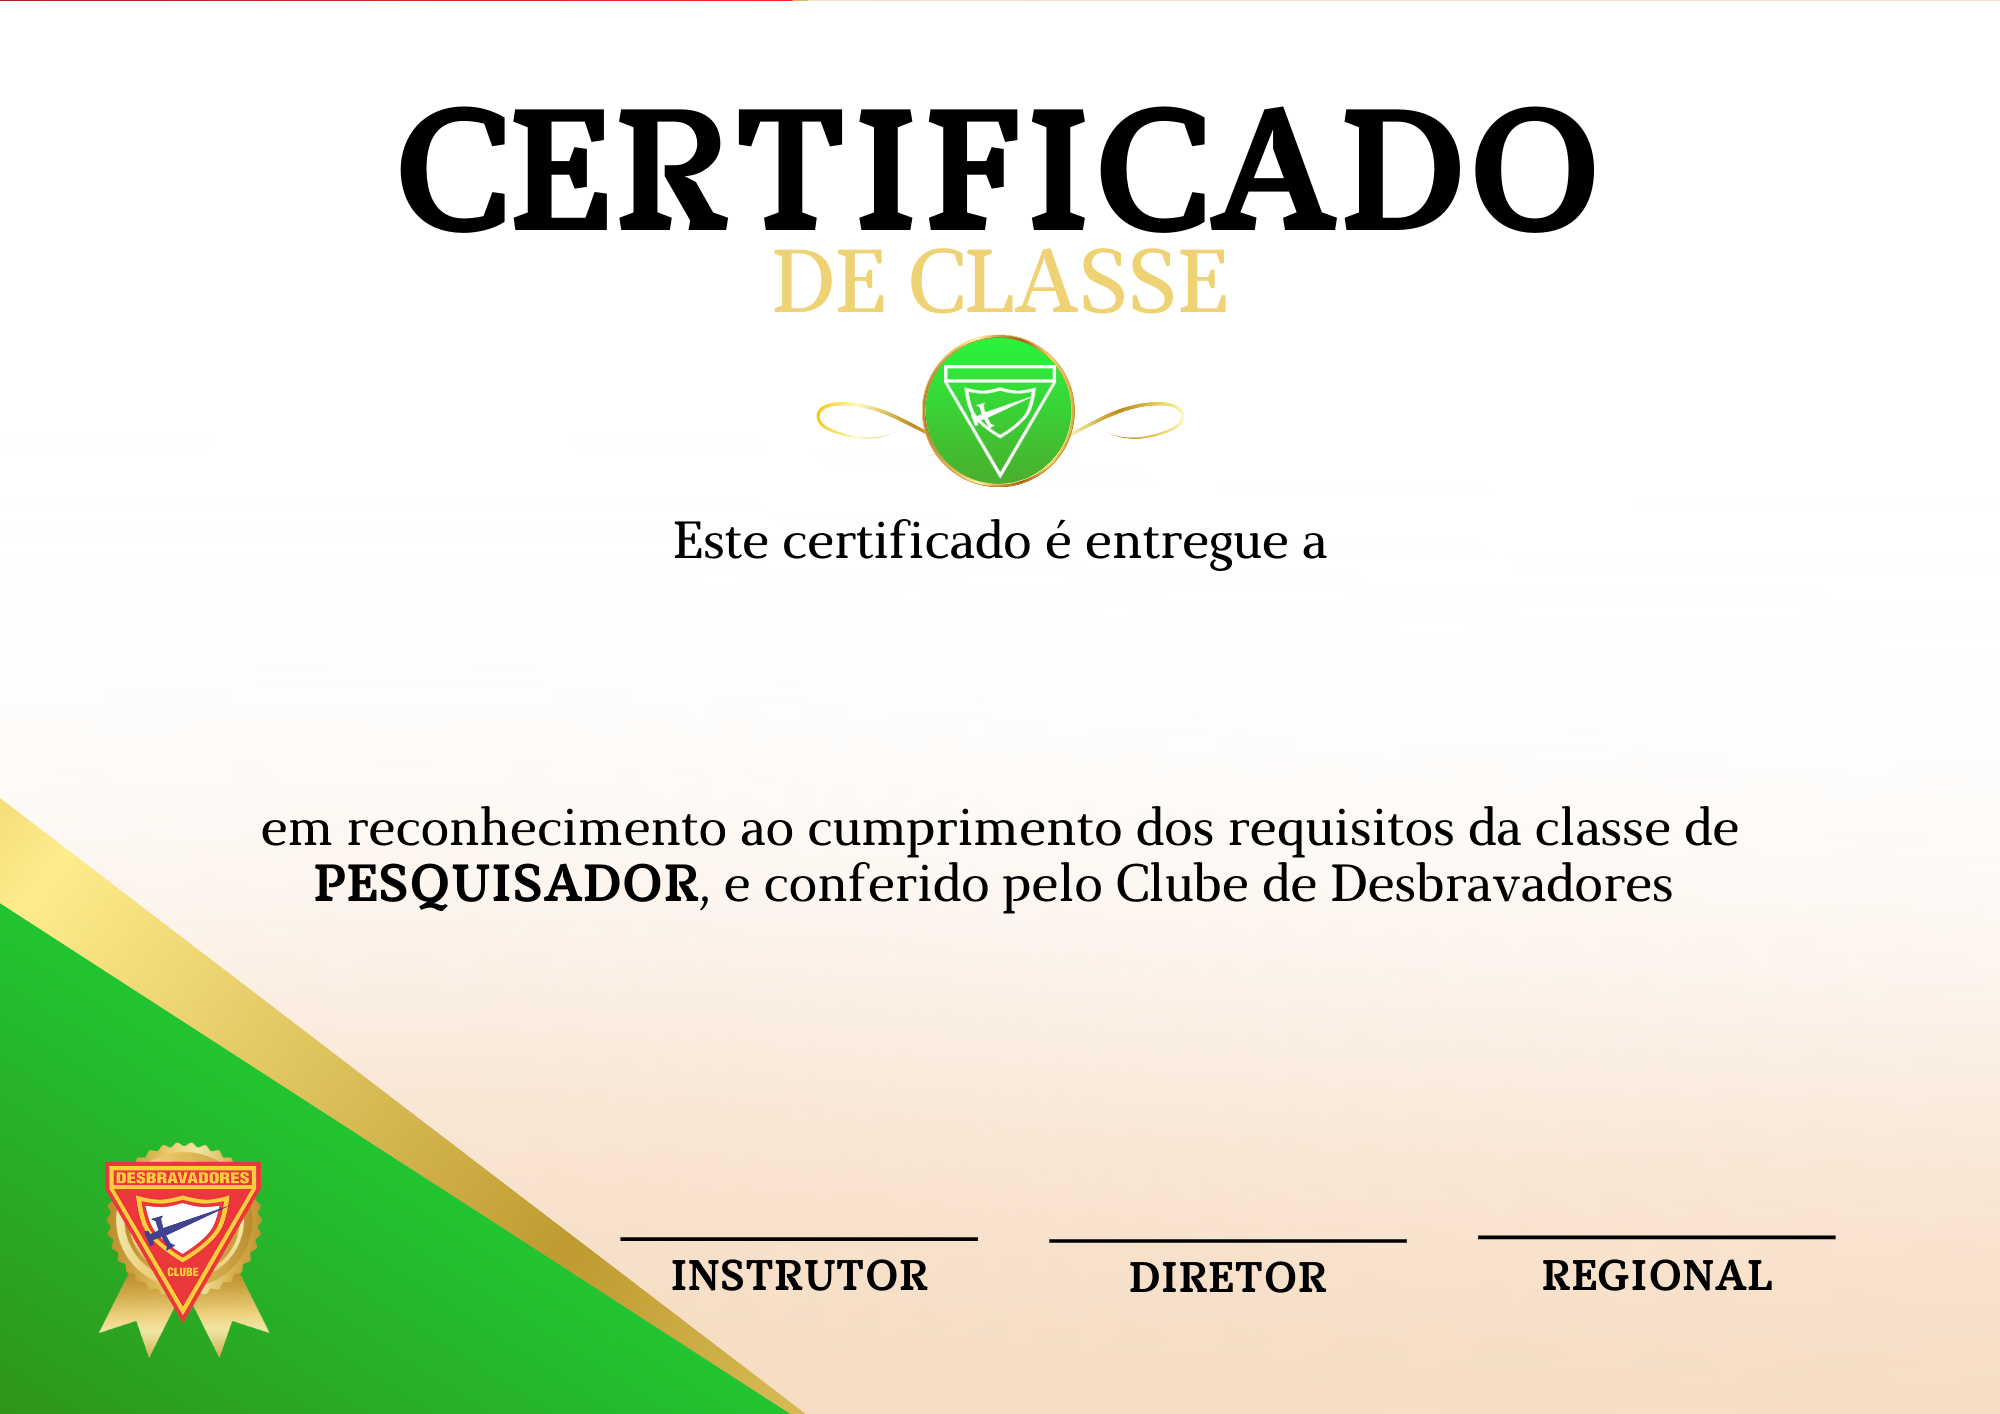 CERTIFICADO
DE CLASSE
Este certificado é entregue a
em reconhecimento ao cumprimento dos requisitos da classe de
PESQUISADOR, e conferido pelo Clube de Desbravadores
DESBRAVADORES
CLUBE
INSTRUTOR
DIRETOR
REGIONAL